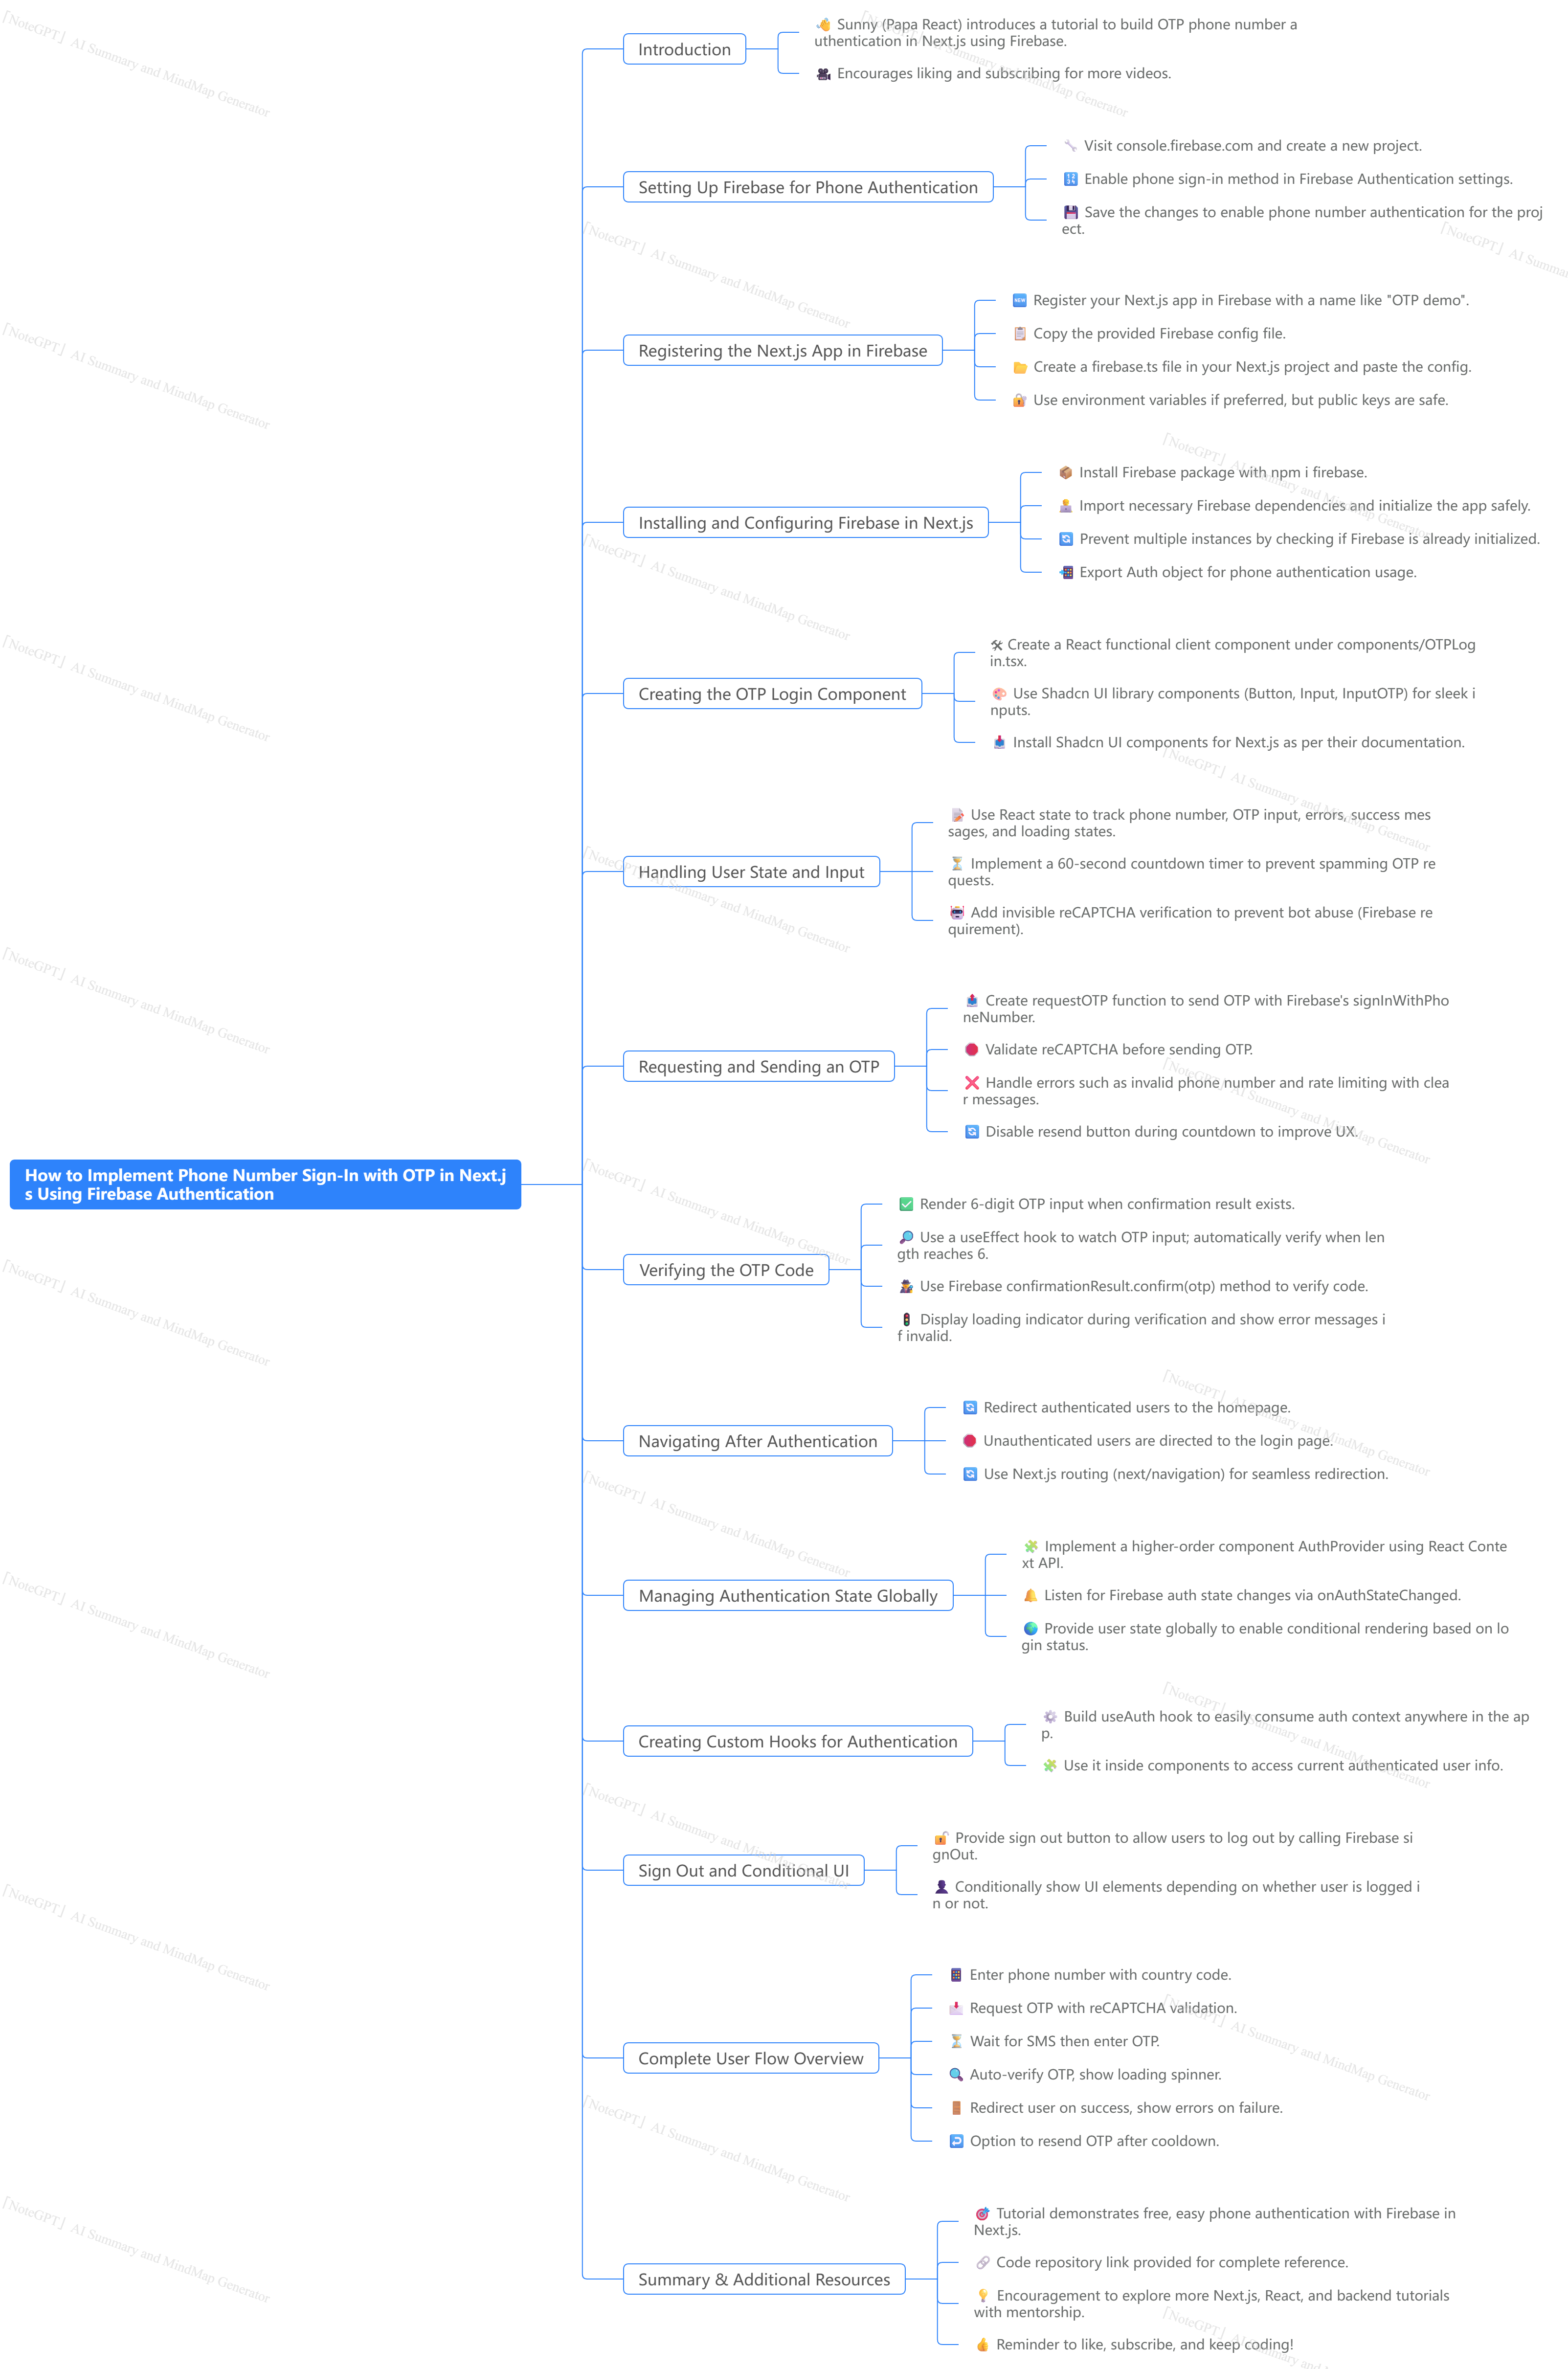 Introduction
Sunny (Papa React) introduces a tutorial to build OTP phone number a
uthentication in Next.js using Firebase.
Encourages liking and subscribing for more videos.
Setting Up Firebase for Phone Authentication
Visit console.firebase.com and create a new project.
Enable phone sign-in method in Firebase Authentication settings.
Save the changes to enable phone number authentication for the proj
ect.
Registering the Next.js App in Firebase
Register your Next.js app in Firebase with a name like "OTP demo".
Copy the provided Firebase config file.
Create a firebase.ts file in your Next.js project and paste the config.
Use environment variables if preferred, but public keys are safe.
Installing and Configuring Firebase in Next.js
Install Firebase package with npm i firebase.
Import necessary Firebase dependencies and initialize the app safely.
Prevent multiple instances by checking if Firebase is already initialized.
Export Auth object for phone authentication usage.
Creating the OTP Login Component
Create a React functional client component under components/OTPLog
in.tsx.
Use Shadcn UI library components (Button, Input, InputOTP) for sleek i
nputs.
Install Shadcn UI components for Next.js as per their documentation.
Handling User State and Input
Use React state to track phone number, OTP input, errors, success mes
sages, and loading states.
Implement a 60-second countdown timer to prevent spamming OTP re
quests.
Add invisible reCAPTCHA verification to prevent bot abuse (Firebase re
quirement).
Requesting and Sending an OTP
Create requestOTP function to send OTP with Firebase's signInWithPho
neNumber.
Validate reCAPTCHA before sending OTP.
Handle errors such as invalid phone number and rate limiting with clea
r messages.
Disable resend button during countdown to improve UX.
How to Implement Phone Number Sign-In with OTP in Next.j
s Using Firebase Authentication
Verifying the OTP Code
Render 6-digit OTP input when confirmation result exists.
Use a useEffect hook to watch OTP input; automatically verify when len
gth reaches 6.
Use Firebase confirmationResult.confirm(otp) method to verify code.
Display loading indicator during verification and show error messages i
f invalid.
Navigating After Authentication
Redirect authenticated users to the homepage.
Unauthenticated users are directed to the login page.
Use Next.js routing (next/navigation) for seamless redirection.
Managing Authentication State Globally
Implement a higher-order component AuthProvider using React Conte
xt API.
Listen for Firebase auth state changes via onAuthStateChanged.
Provide user state globally to enable conditional rendering based on lo
gin status.
Creating Custom Hooks for Authentication
Build useAuth hook to easily consume auth context anywhere in the ap
p.
Use it inside components to access current authenticated user info.
Sign Out and Conditional UI
Provide sign out button to allow users to log out by calling Firebase si
gnOut.
Conditionally show UI elements depending on whether user is logged i
n or not.
Complete User Flow Overview
Enter phone number with country code.
Request OTP with reCAPTCHA validation.
Wait for SMS then enter OTP.
Auto-verify OTP, show loading spinner.
Redirect user on success, show errors on failure.
Option to resend OTP after cooldown.
Summary & Additional Resources
Tutorial demonstrates free, easy phone authentication with Firebase in
Next.js.
Code repository link provided for complete reference.
Encouragement to explore more Next.js, React, and backend tutorials
with mentorship.
Reminder to like, subscribe, and keep coding!
「NoteGPT」AI Summary and MindMap Generator